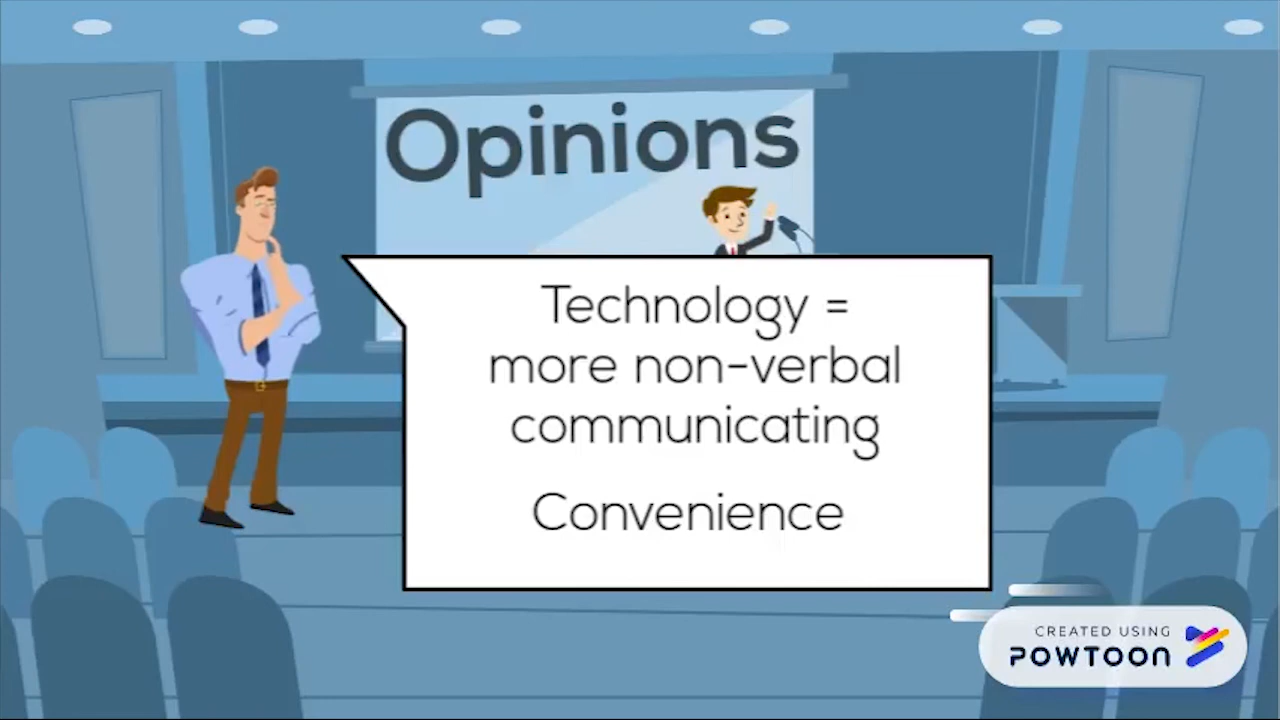 Opinions
Technology =
more non-verbal
communicating
Convenience
CREATED USING
POWTOON